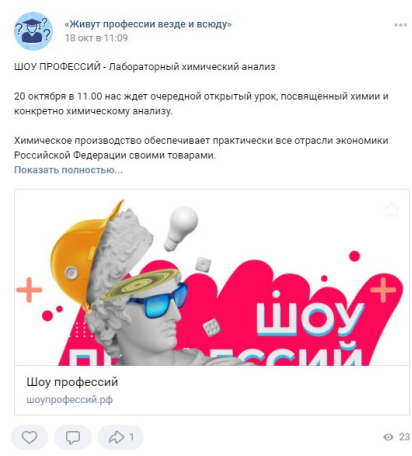 «Живут профессии везде и всюду»
18 окт в 11:09
ШОУ ПРОФЕССИЙ - Лабораторный химический анализ
20 октября в 11.00 нас ждет очередной открытый урок, посвященный химии и
конкретно химическому анализу.
Химическое производство обеспечивает практически все отрасли экономики
Российской Федерации своими товарами.
Показать полностью...
ШОУ
ПРОФЕССИЙ
Шоу профессий
шоупрофессий.рф
1
23